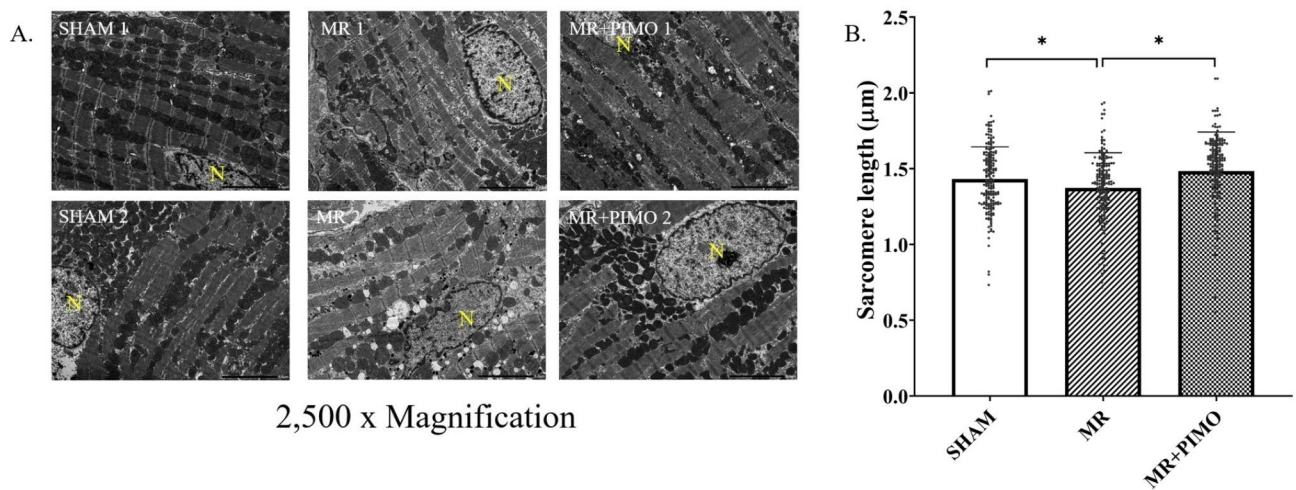 A.
SHAM 1
N
MR 1
N
MR+PIMO 1
N
SHAM 2
N
MR 2
N
MR+PIMO 2
N
2,500 x Magnification
B.
Sarcomere length (µm)
2.5
2.0
1.5
1.0
0.5
0.0
*
*
SHAM
MR
MR+PIMO